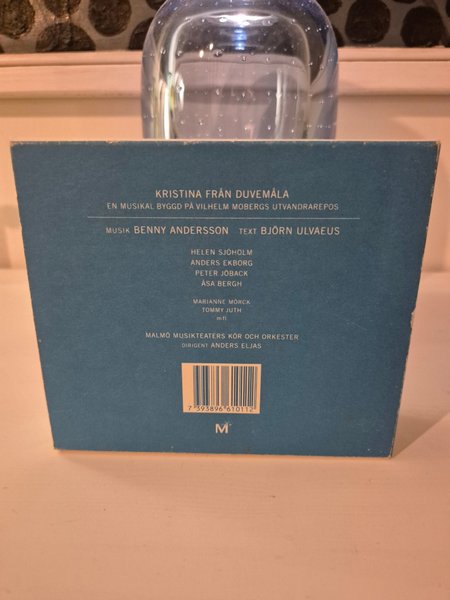 KRISTINA FRÅN DUVEMÅLA
EN MUSIKAL BYGGD PÅ VILHELM MOBERGS UTVANDRAREPOS
MUSIK BENNY ANDERSSON TEXT BJÖRN ULVAEUS
HELEN SJÖHOLM
ANDERS EKBORG
PETER JÖBACK
ÅSA BERGH
MARIANNE MÖRCK
TOMMY JUTH
mfl
MALMÖ MUSIKTEATERS KÖR OCH ORKESTER
DIRIGENT ANDERS ELJAS
7 393896 610112
M